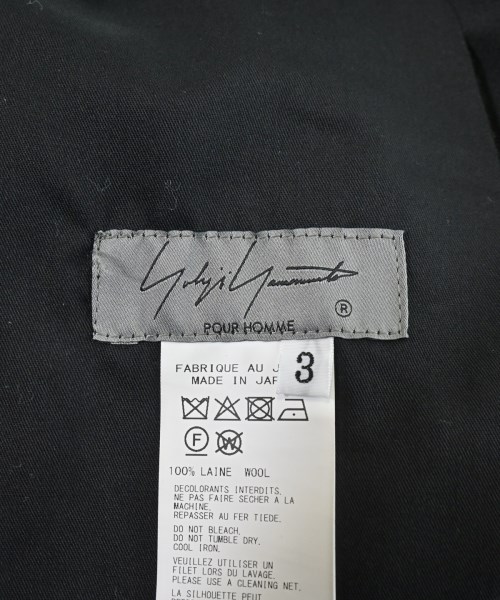 Yohji Yamamoto
®
POUR HOMME
3
FABRIQUE AU J
MADE IN JAP
F W
100% LAINE WOOL
DECOLORANTS INTERDITS.
NE PAS FAIRE SECHER A LA
MACHINE.
REPASSER AU FER TIEDE.
DO NOT BLEACH.
DO NOT TUMBLE DRY.
COOL IRON.
VEUILLEZ UTILISER UN
FILET LORS DU LAVAGE.
PLEASE USE A CLEANING NET.
LA SILHOUETTE PEUT